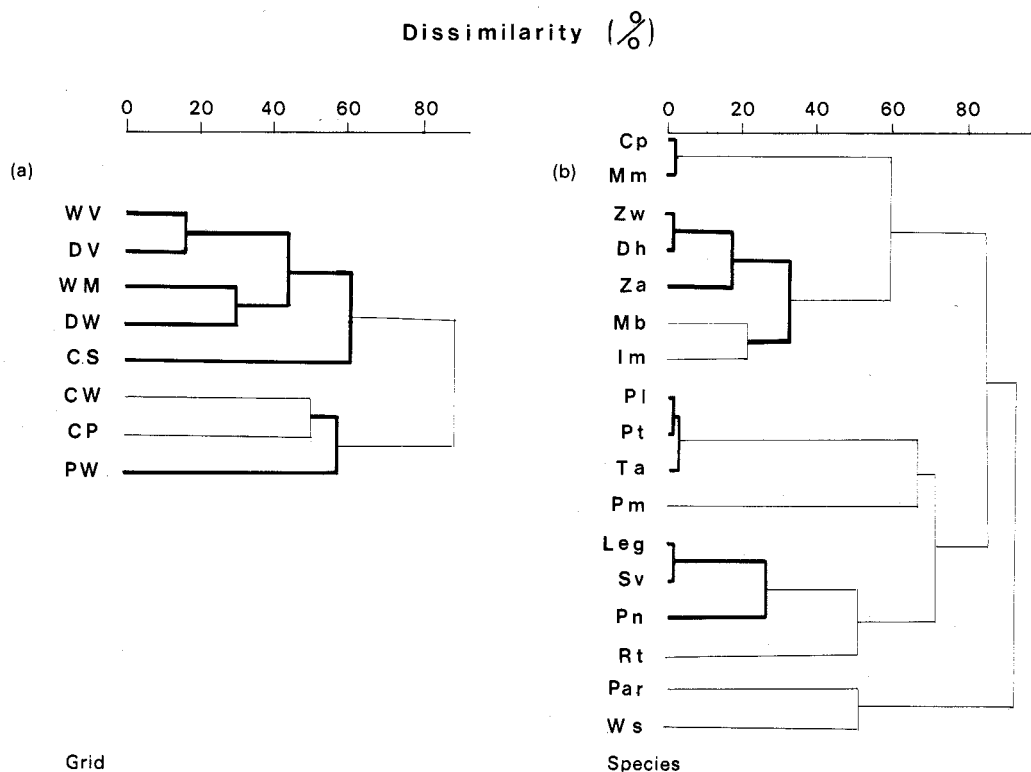 Dissimilarity (%)
0 20 40 60 80
0 20 40 60 80
(a)
WV
DV
WM
DW
CS
CW
CP
PW
Grid
(b)
Cp
Mm
Zw
Dh
Za
Mb
Im
Pl
Pt
Ta
Pm
Leg
Sv
Pn
Rt
Par
Ws
Species